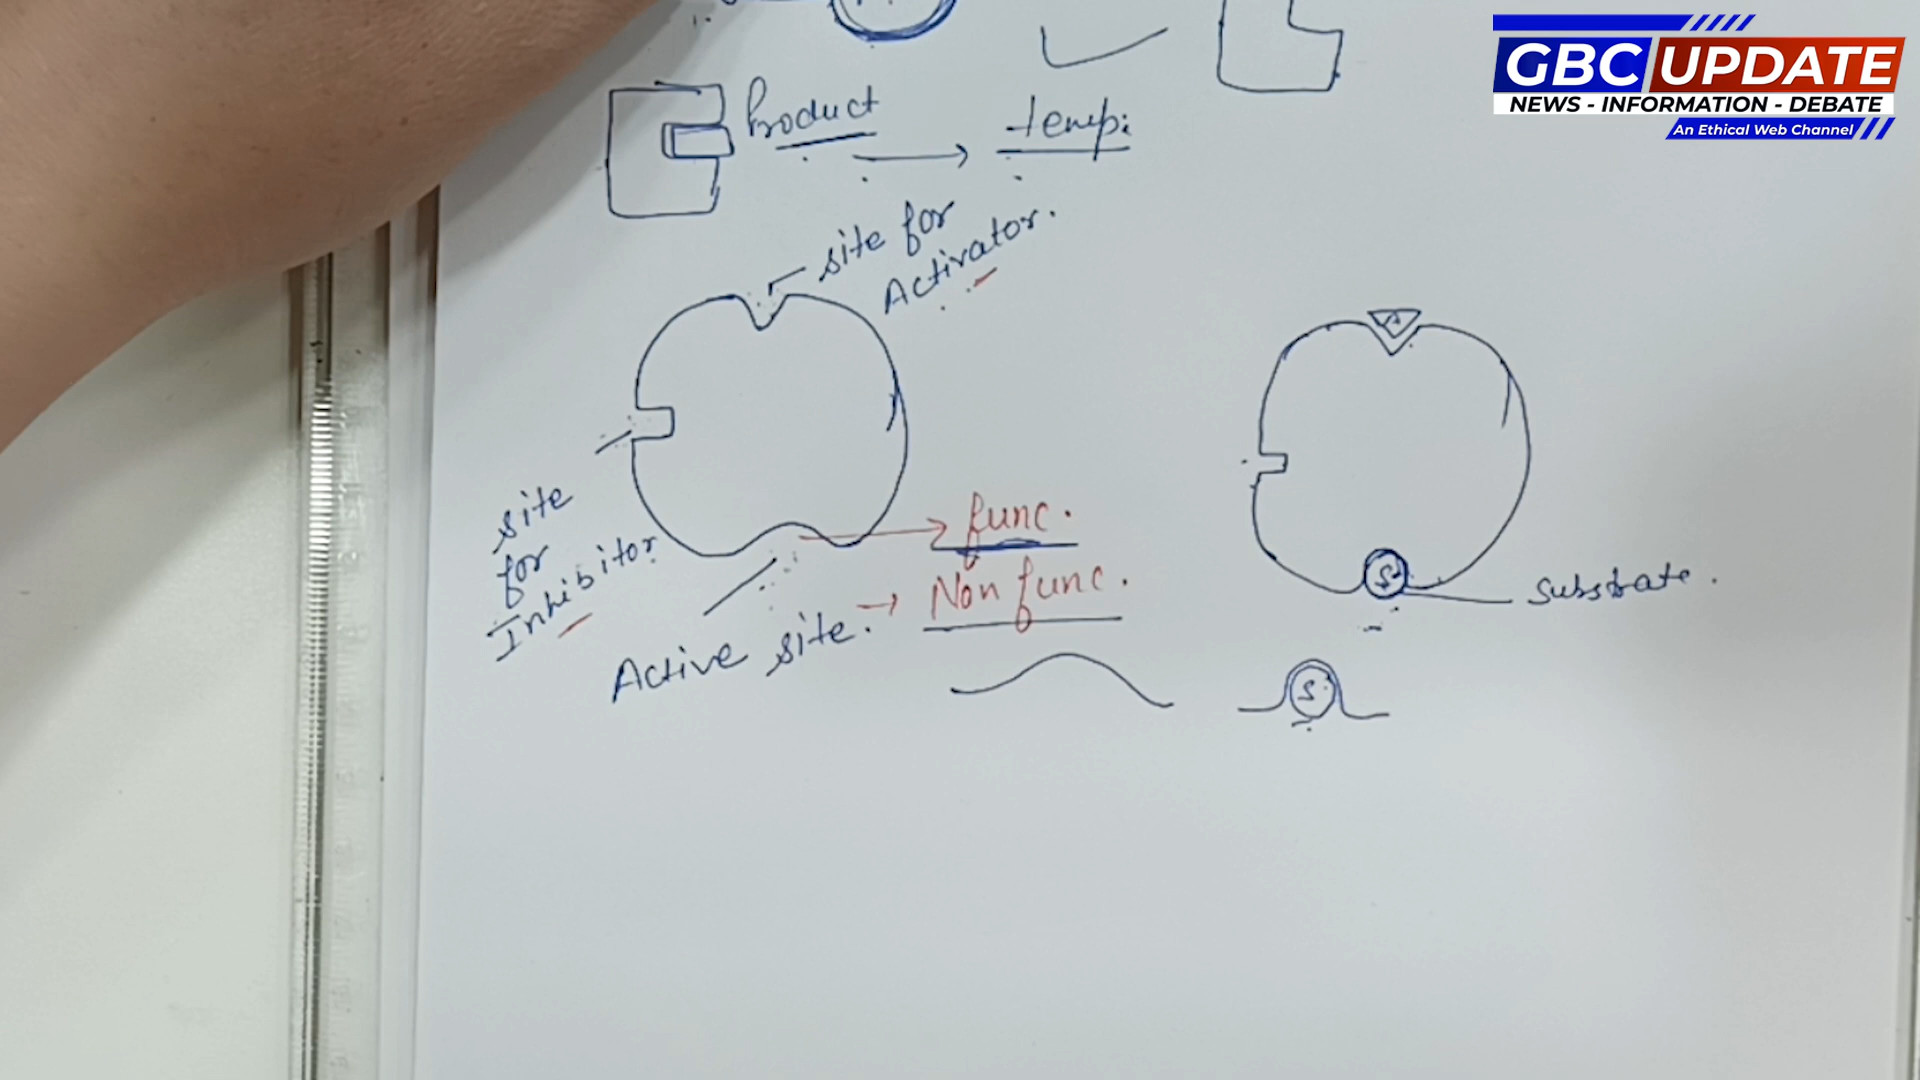 GBC UPDATE
NEWS - INFORMATION - DEBATE
An Ethical Web Channel
Product
temp:
site for
Activator.
site
for
Inhibitor
func.
Non func.
Active site.
A
S
Substrate.
S